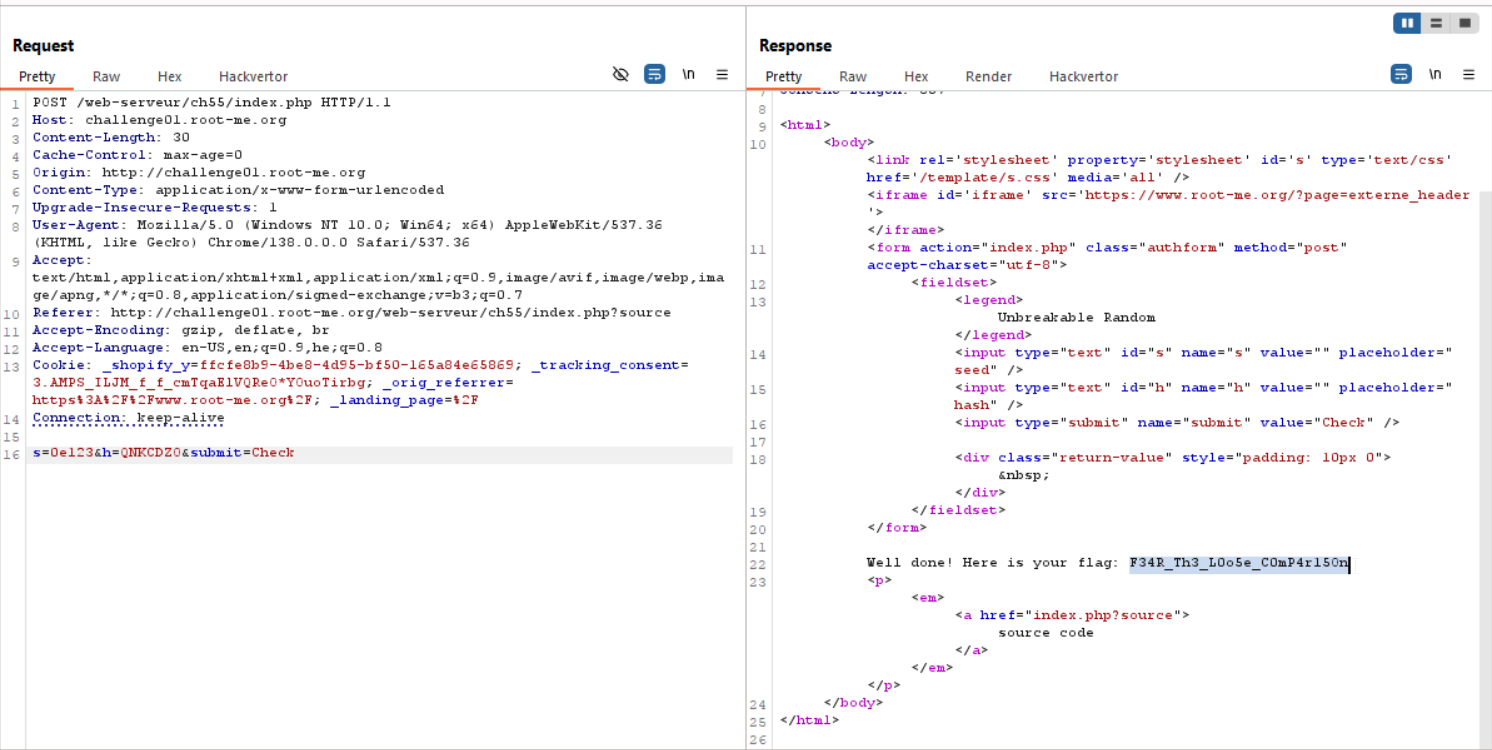 Request
Pretty Raw Hex Hackvertor \n
1 POST /web-serveur/ch55/index.php HTTP/1.1
2 Host: challenge01.root-me.org
3 Content-Length: 30
4 Cache-Control: max-age=0
5 Origin: http://challenge01.root-me.org
6 Content-Type: application/x-www-form-urlencoded
7 Upgrade-Insecure-Requests: 1
8 User-Agent: Mozilla/5.0 (Windows NT 10.0; Win64; x64) AppleWebKit/537.36
(KHTML, like Gecko) Chrome/138.0.0.0 Safari/537.36
9 Accept:
text/html,application/xhtml+xml,application/xml;q=0.9,image/avif,image/webp,ima
ge/apng,*/*;q=0.8,application/signed-exchange;v=b3;q=0.7
10 Referer: http://challenge01.root-me.org/web-serveur/ch55/index.php?source
11 Accept-Encoding: gzip, deflate, br
12 Accept-Language: en-US,en;q=0.9,he;q=0.8
13 Cookie: _shopify_y=ffcfe8b9-4be8-4d95-bf50-165a84e65869; _tracking_consent=
3.AMPS_ILJM_f_f_cmTqaElVQRe0*Y0uoTirbg; _orig_referrer=
https%3A%2F%2Fwww.root-me.org%2F; _landing_page=%2F
14 Connection: keep-alive
15
16 s=0e123&h=QNKCDZO&submit=Check
Response
Pretty Raw Hex Render Hackvertor \n
8
9 <html>
10 <body>
<link rel='stylesheet' property='stylesheet' id='s' type='text/css'
href='/template/s.css' media='all' />
<iframe id='iframe' src='https://www.root-me.org/?page=externe_header
'>
</iframe>
11 <form action="index.php" class="authform" method="post"
accept-charset="utf-8">
12 <fieldset>
13 <legend>
Unbreakable Random
</legend>
14 <input type="text" id="s" name="s" value="" placeholder="
seed" />
15 <input type="text" id="h" name="h" value="" placeholder="
hash" />
16 <input type="submit" name="submit" value="Check" />
17
18 <div class="return-value" style="padding: 10px 0">
&nbsp;
</div>
19 </fieldset>
20 </form>
21
22 Well done! Here is your flag: F34R_Th3_L0o5e_C0mP4r150n
23 <p>
<em>
<a href="index.php?source">
source code
</a>
</em>
</p>
24 </body>
25 </html>
26